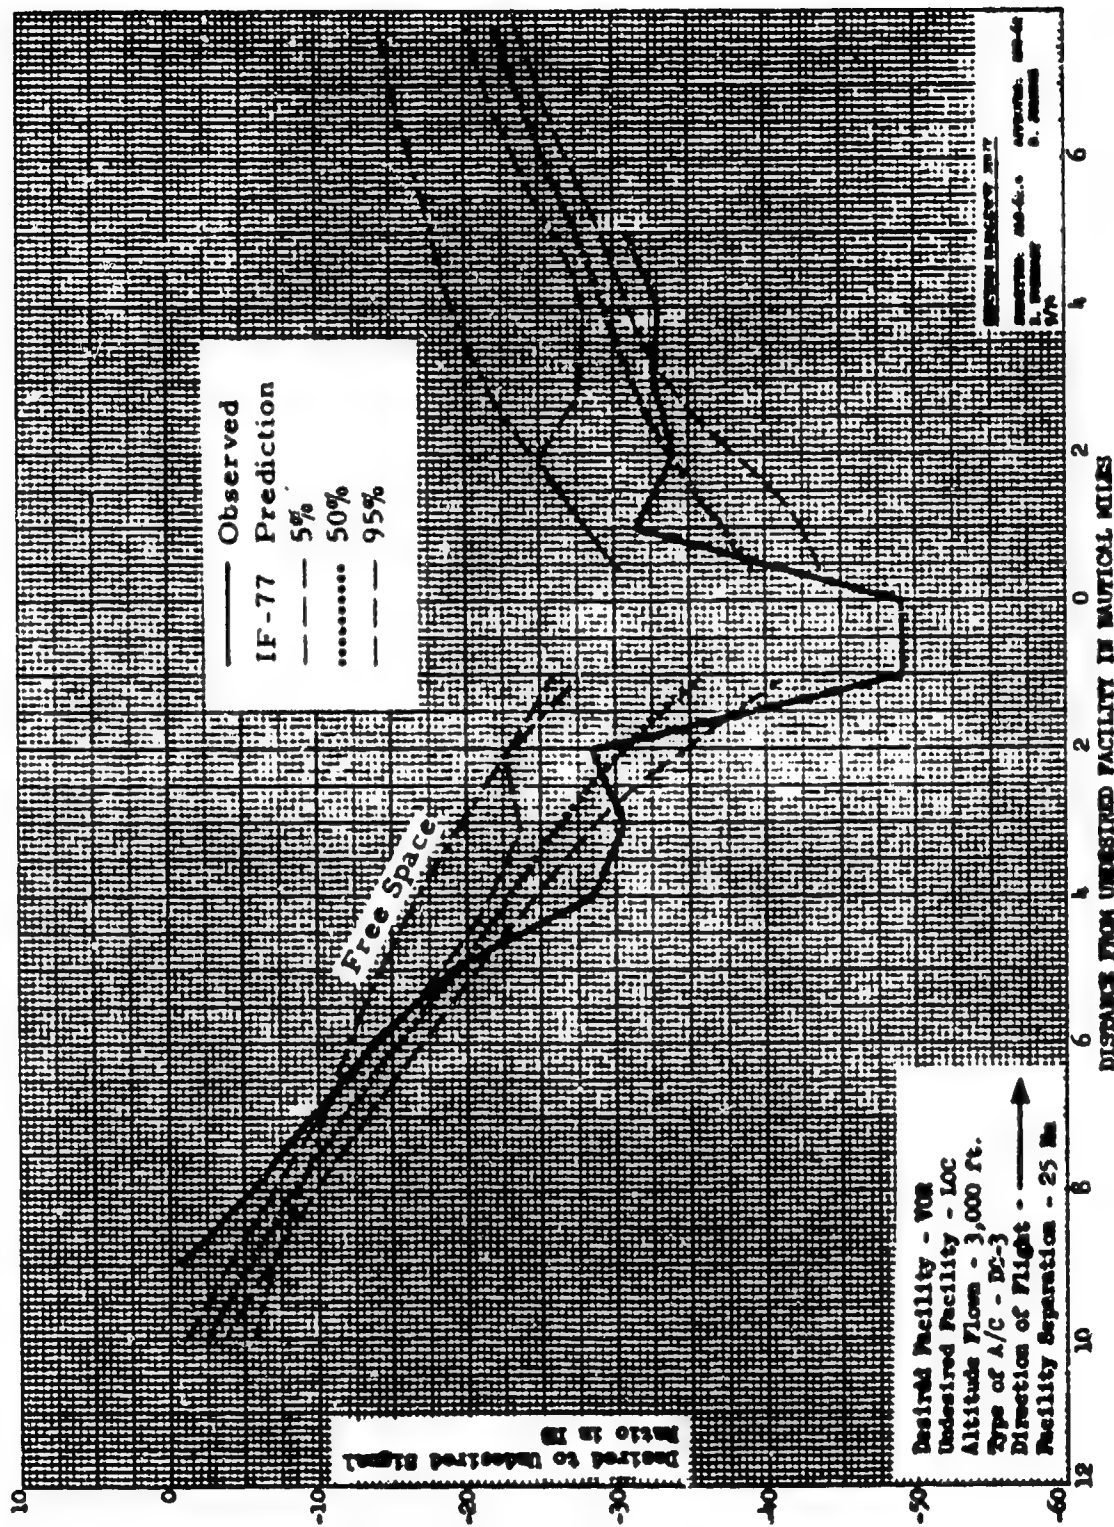 10
0
-10
-20
-30
-40
-50
-60
Desired to Undesired Signal
Ratio in DB
Observed
IF-77 Prediction
5%
50%
95%
Free Space
Desired Facility - VOR
Undesired Facility - LOC
Altitude Flown - 3,000 ft.
Type of A/C - DC-3
Direction of Flight -
Facility Separation - 25 Nm
12
10
8
6
4
2
0
2
4
6
DISTANCE FROM UNDESIRED FACILITY IN NAUTICAL MILES